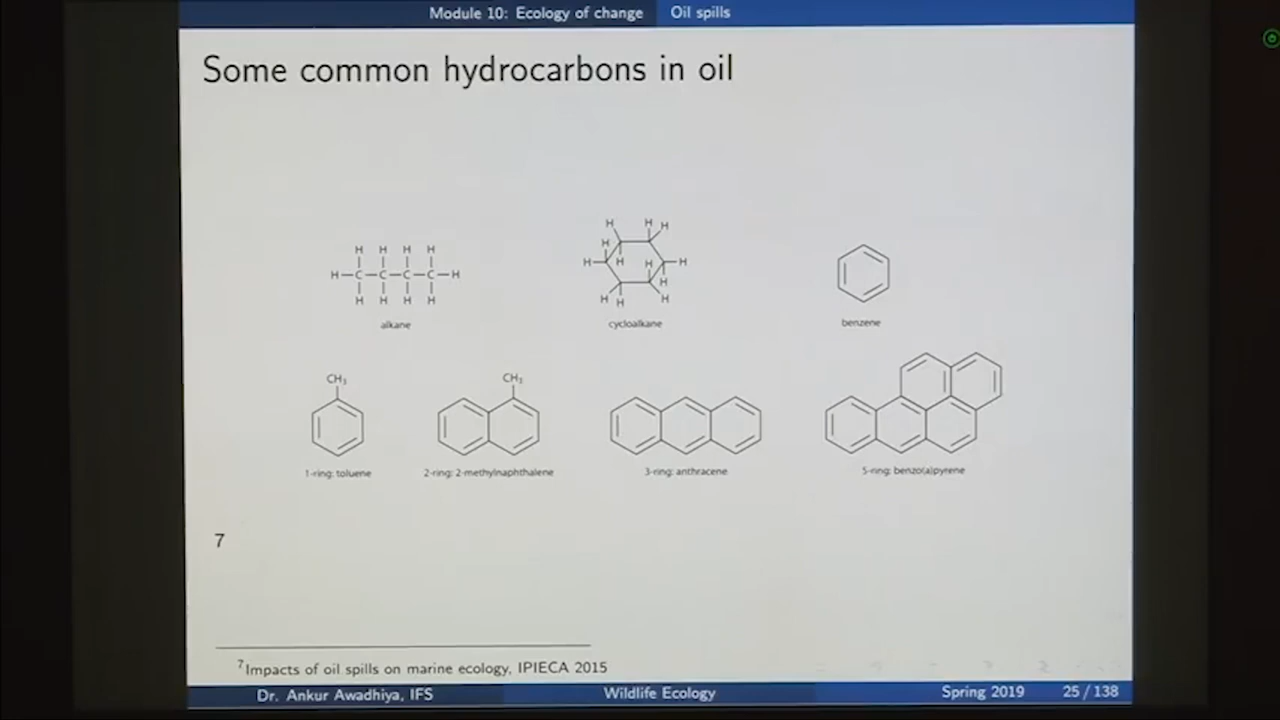 Module 10: Ecology of change Oil spills
Some common hydrocarbons in oil
H H H H
H-C-C-C-C-H
H H H H
alkane
H H H
H
H H H H
H
H H H
cycloalkane
benzene
CH3
1-ring: toluene
CH3
2-ring: 2-methylnaphthalene
3-ring: anthracene
5-ring: benzo(a)pyrene
7
7Impacts of oil spills on marine ecology, IPIECA 2015
Dr. Ankur Awadhiya, IFS Wildlife Ecology Spring 2019 25 / 138